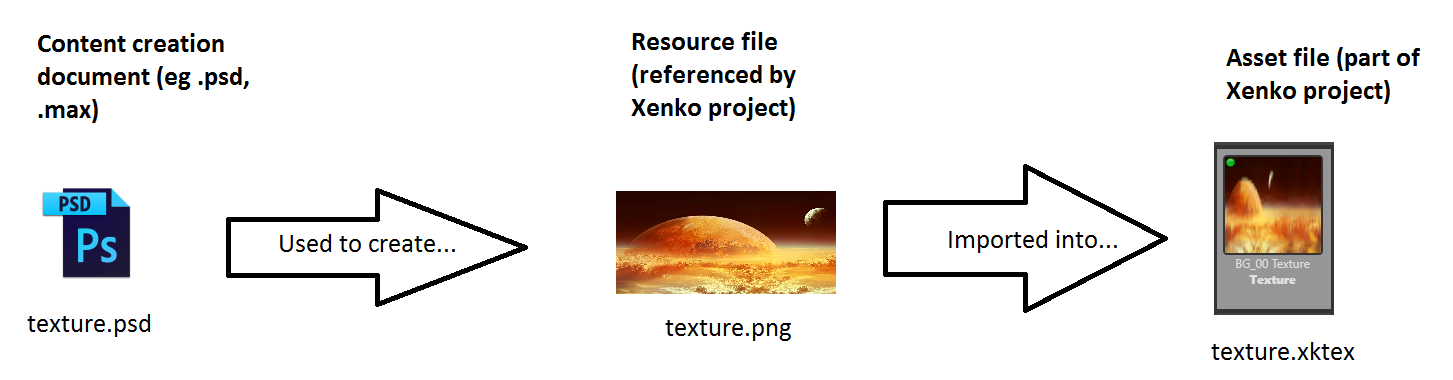 Content creation
document (eg .psd,
.max)
Resource file
(referenced by
Xenko project)
Asset file (part of
Xenko project)
PSD
Ps
Used to create...
Imported into...
BG_00 Texture
Texture
texture.psd
texture.png
texture.xktex